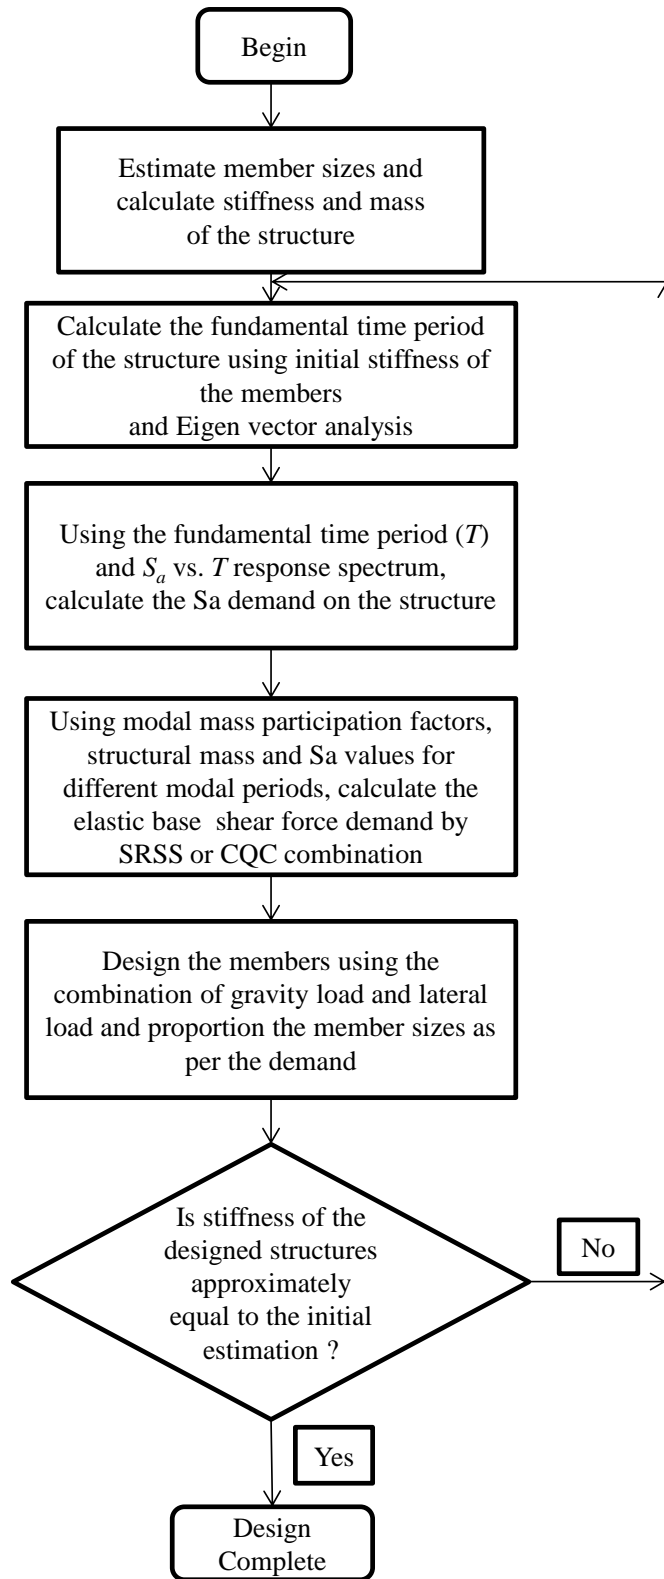 Begin
Estimate member sizes and
calculate stiffness and mass
of the structure
Calculate the fundamental time period
of the structure using initial stiffness of
the members
and Eigen vector analysis
Using the fundamental time period (T)
and Sa vs. T response spectrum,
calculate the Sa demand on the structure
Using modal mass participation factors,
structural mass and Sa values for
different modal periods, calculate the
elastic base shear force demand by
SRSS or CQC combination
Design the members using the
combination of gravity load and lateral
load and proportion the member sizes as
per the demand
Is stiffness of the
designed structures
approximately
equal to the initial
estimation ?
No
Yes
Design
Complete